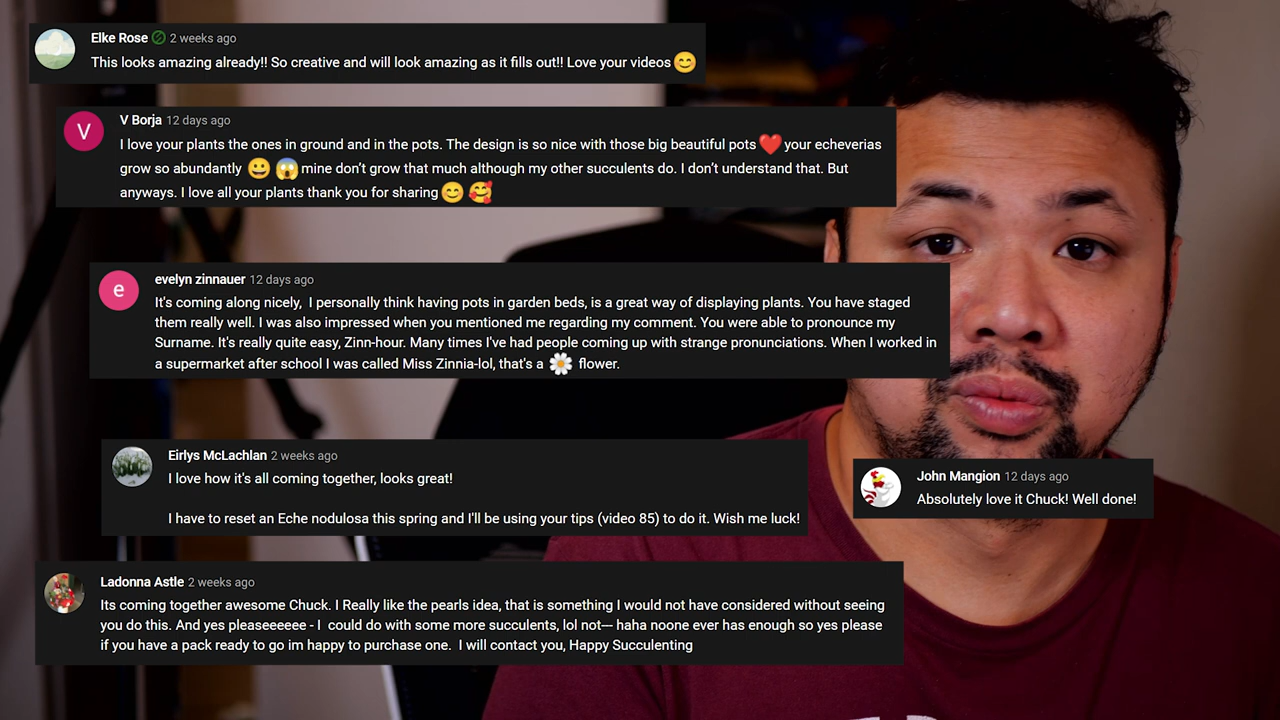 Elke Rose 2 weeks ago
This looks amazing already!! So creative and will look amazing as it fills out!! Love your videos😊
V
V Borja 12 days ago
I love your plants the ones in ground and in the pots. The design is so nice with those big beautiful pots❤️your echeverias
grow so abundantly 😀 😱mine don’t grow that much although my other succulents do. I don’t understand that. But
anyways. I love all your plants thank you for sharing😊 🥰
e
evelyn zinnauer 12 days ago
It's coming along nicely, I personally think having pots in garden beds, is a great way of displaying plants. You have staged
them really well. I was also impressed when you mentioned me regarding my comment. You were able to pronounce my
Surname. It's really quite easy, Zinn-hour. Many times I've had people coming up with strange pronunciations. When I worked in
a supermarket after school I was called Miss Zinnia-lol, that's a 🌼 flower.
Eirlys McLachlan 2 weeks ago
I love how it's all coming together, looks great!
I have to reset an Eche nodulosa this spring and I'll be using your tips (video 85) to do it. Wish me luck!
John Mangion 12 days ago
Absolutely love it Chuck! Well done!
Ladonna Astle 2 weeks ago
Its coming together awesome Chuck. I Really like the pearls idea, that is something I would not have considered without seeing
you do this. And yes pleaseeeeee - I could do with some more succulents, lol not--- haha noone ever has enough so yes please
if you have a pack ready to go im happy to purchase one. I will contact you, Happy Succulenting